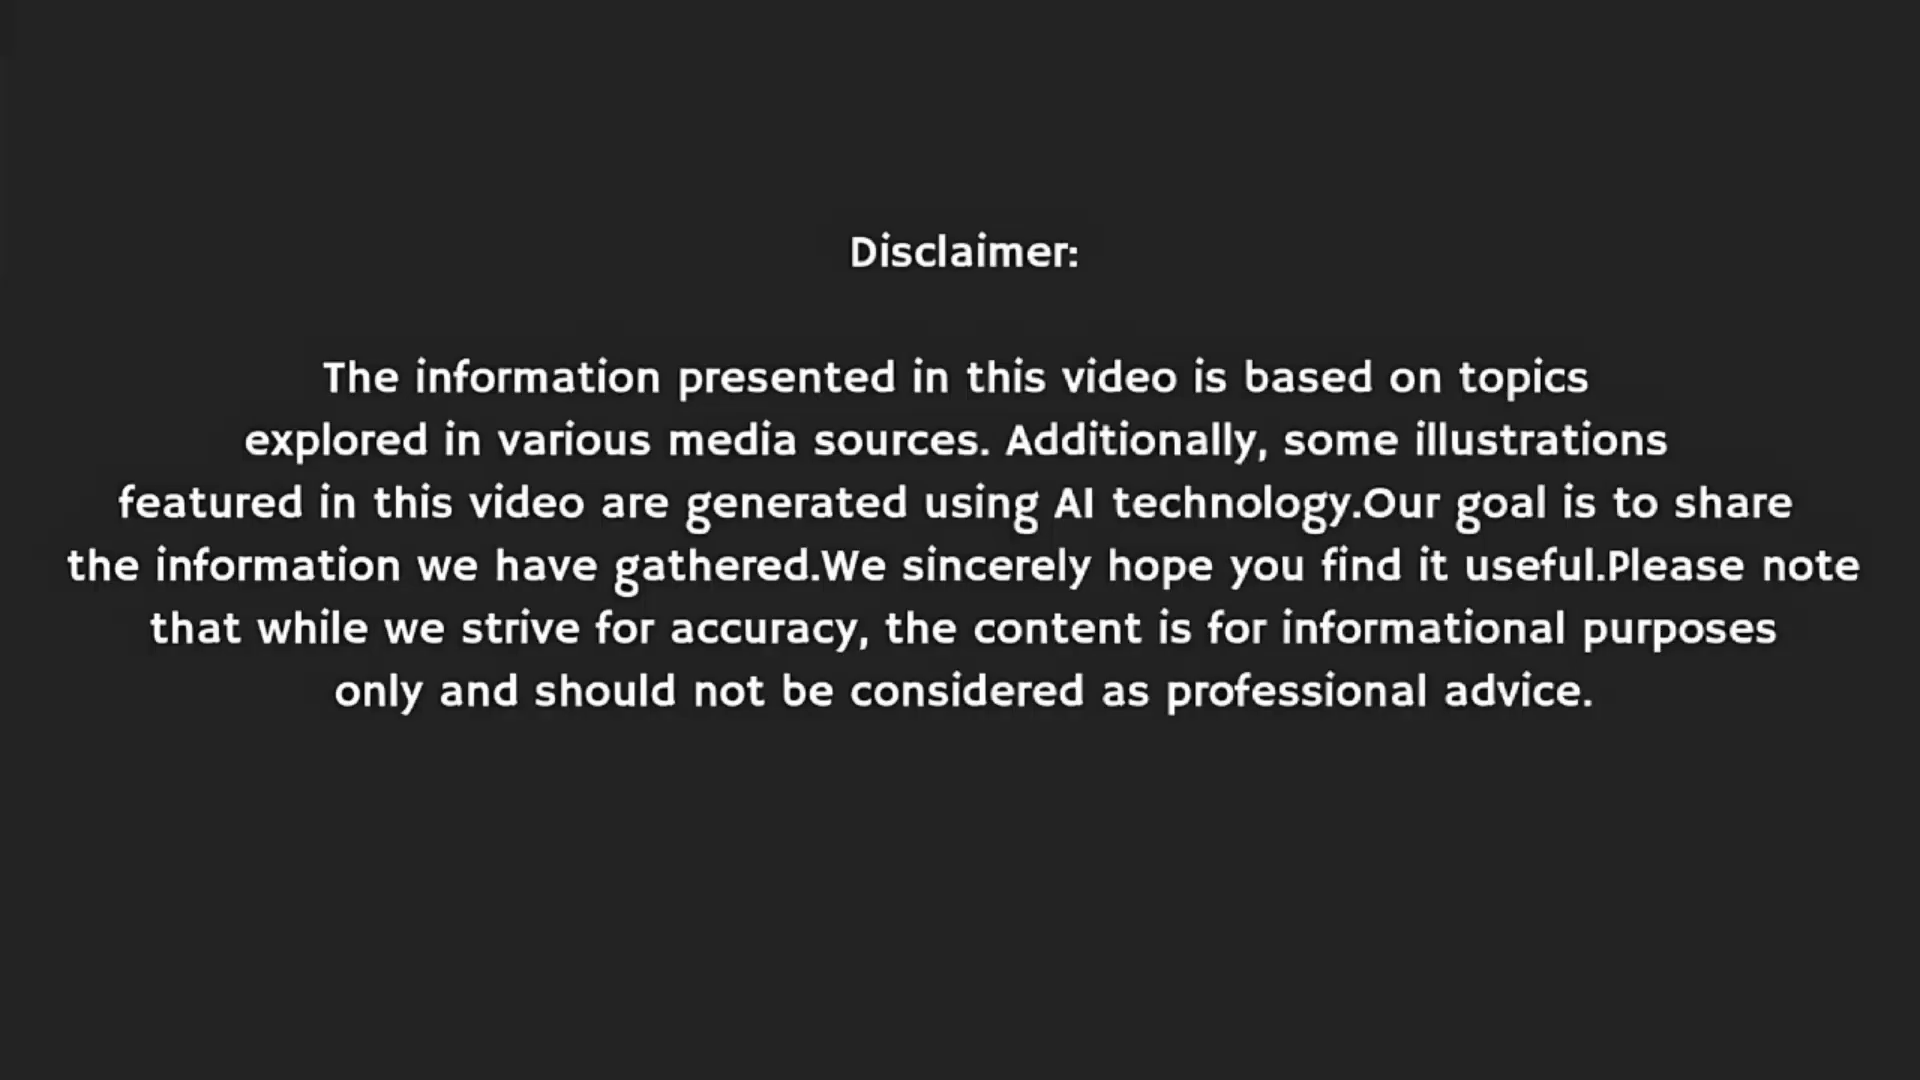 Disclaimer:
The information presented in this video is based on topics
explored in various media sources. Additionally, some illustrations
featured in this video are generated using AI technology.Our goal is to share
the information we have gathered.We sincerely hope you find it useful.Please note
that while we strive for accuracy, the content is for informational purposes
only and should not be considered as professional advice.